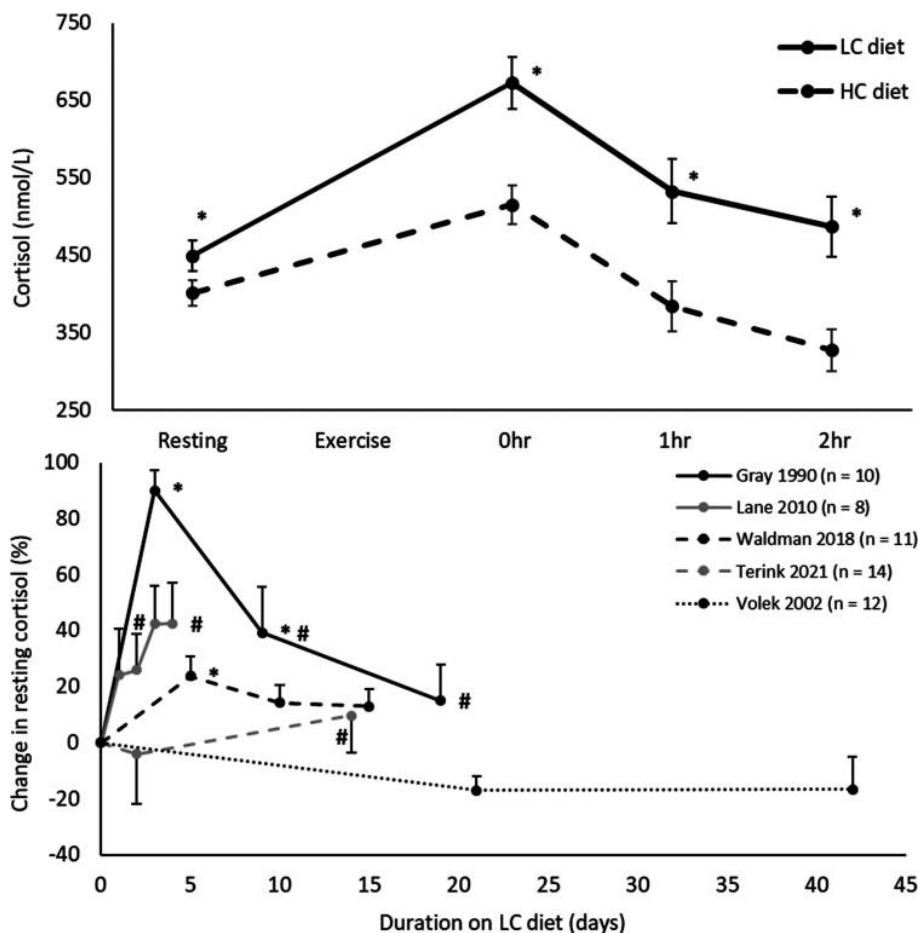 750
650
550
450
350
250
Cortisol (nmol/L)
LC diet
HC diet
*
*
*
*
Resting Exercise 0hr 1hr 2hr
100
80
60
40
20
0
-20
-40
Change in resting cortisol (%)
Gray 1990 (n = 10)
Lane 2010 (n = 8)
Waldman 2018 (n = 11)
Terink 2021 (n = 14)
Volek 2002 (n = 12)
*
# #
* #
*
#
#
0 5 10 15 20 25 30 35 40 45
Duration on LC diet (days)